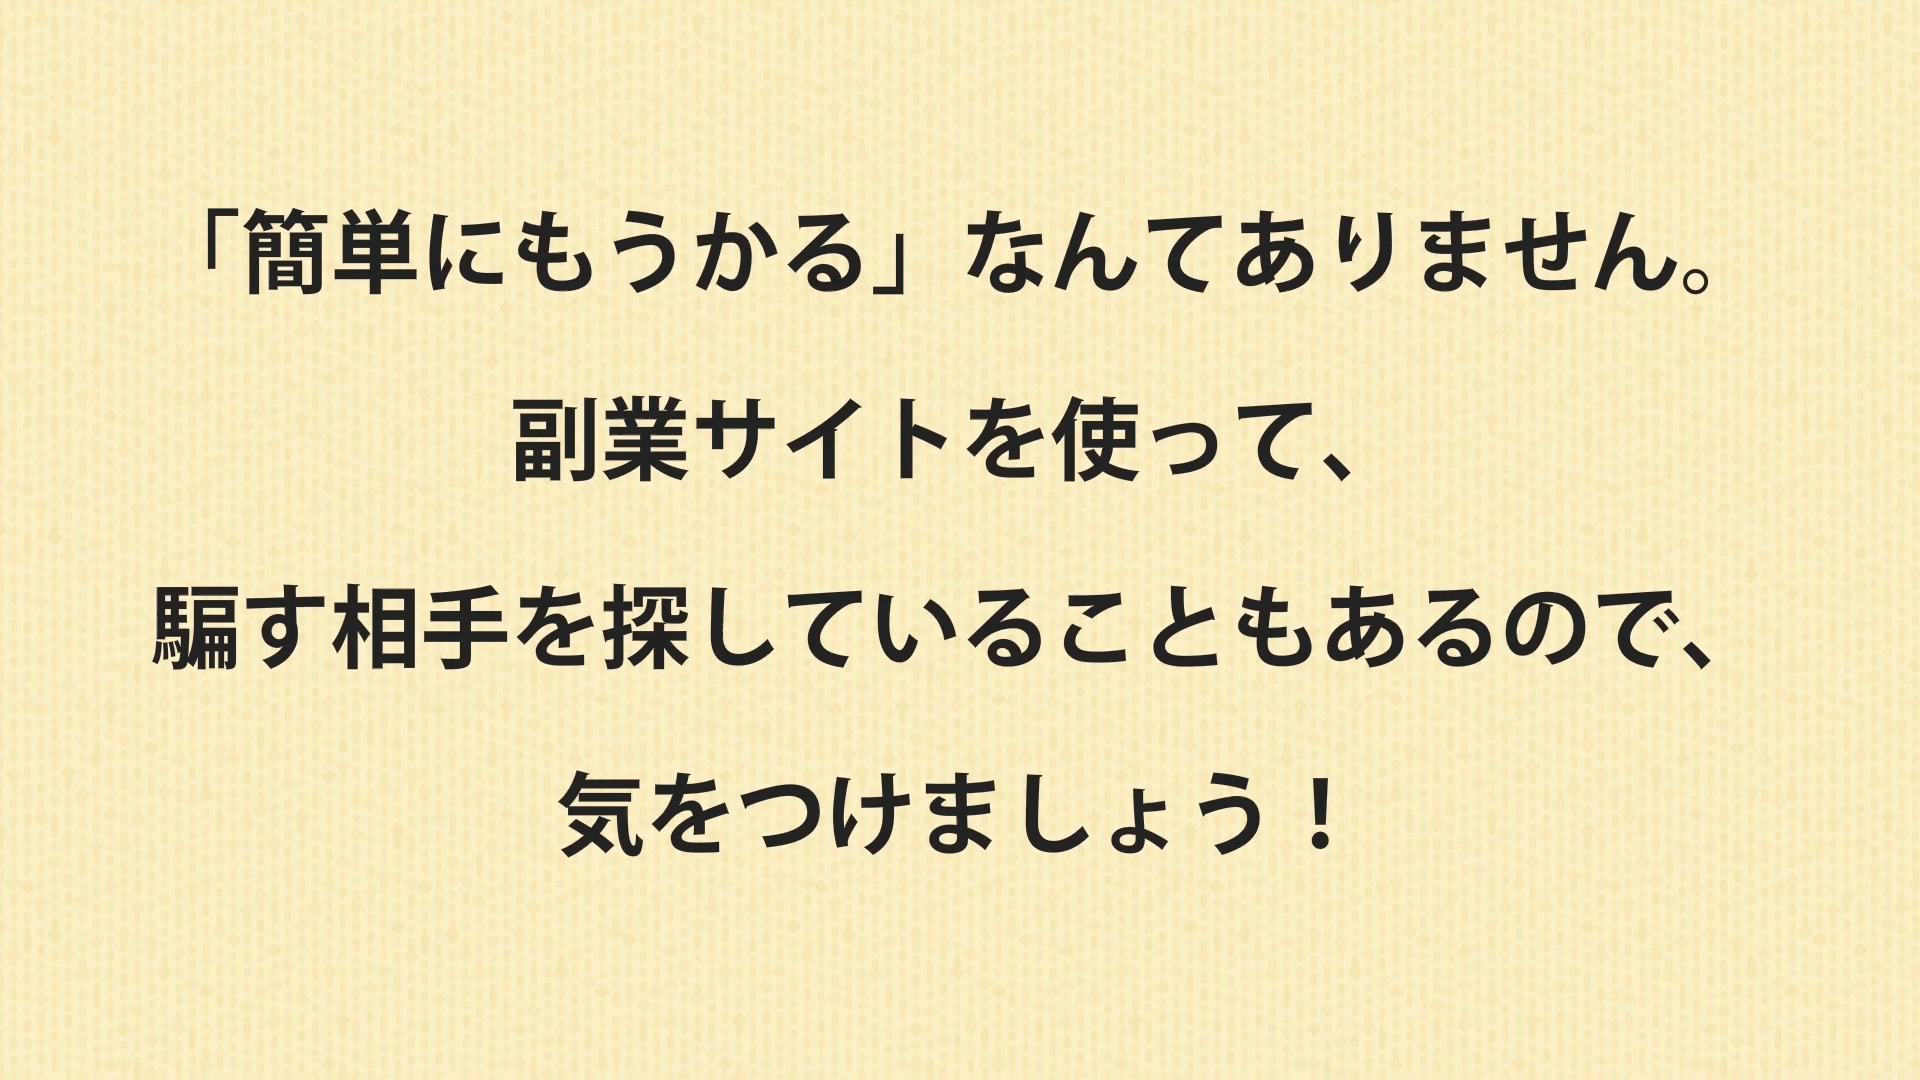 「簡単にもうかる」なんてありません。
副業サイトを使って、
騙す相手を探していることもあるので、
気をつけましょう！